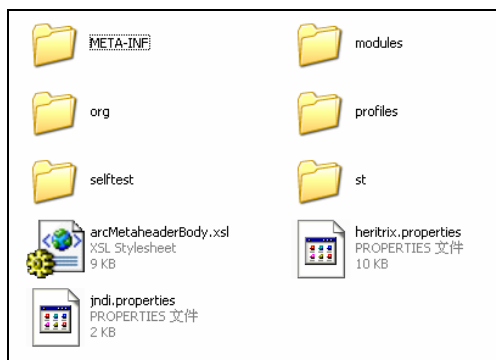 META-INF
modules
org
profiles
selftest
st
arcMetaheaderBody.xsl
XSL Stylesheet
9 KB
heritrix.properties
PROPERTIES 文件
10 KB
jndi.properties
PROPERTIES 文件
2 KB